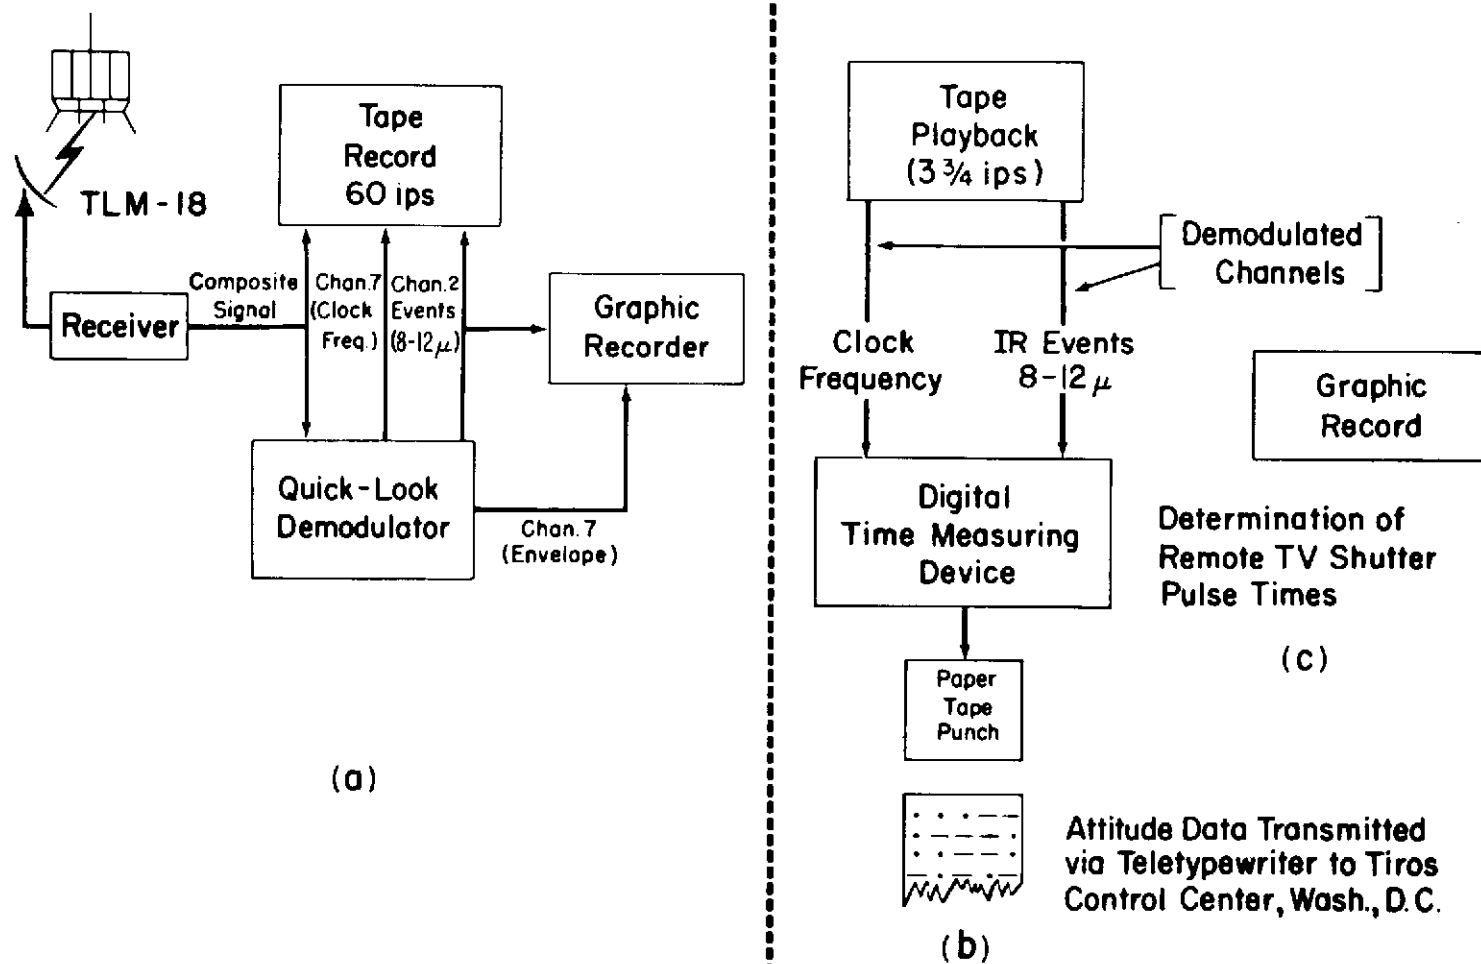 TLM-18
Tape
Record
60 ips
Composite
Signal
Chan.7
(Clock
Freq.)
Chan.2
Events
(8-12μ)
Receiver
Graphic
Recorder
Quick-Look
Demodulator
Chan. 7
(Envelope)
(a)
Tape
Playback
(3 3/4 ips)
[Demodulated
Channels]
Clock
Frequency
IR Events
8-12 μ
Digital
Time Measuring
Device
Paper
Tape
Punch
Attitude Data Transmitted
via Teletypewriter to Tiros
Control Center, Wash., D.C.
(b)
Graphic
Record
Determination of
Remote TV Shutter
Pulse Times
(c)